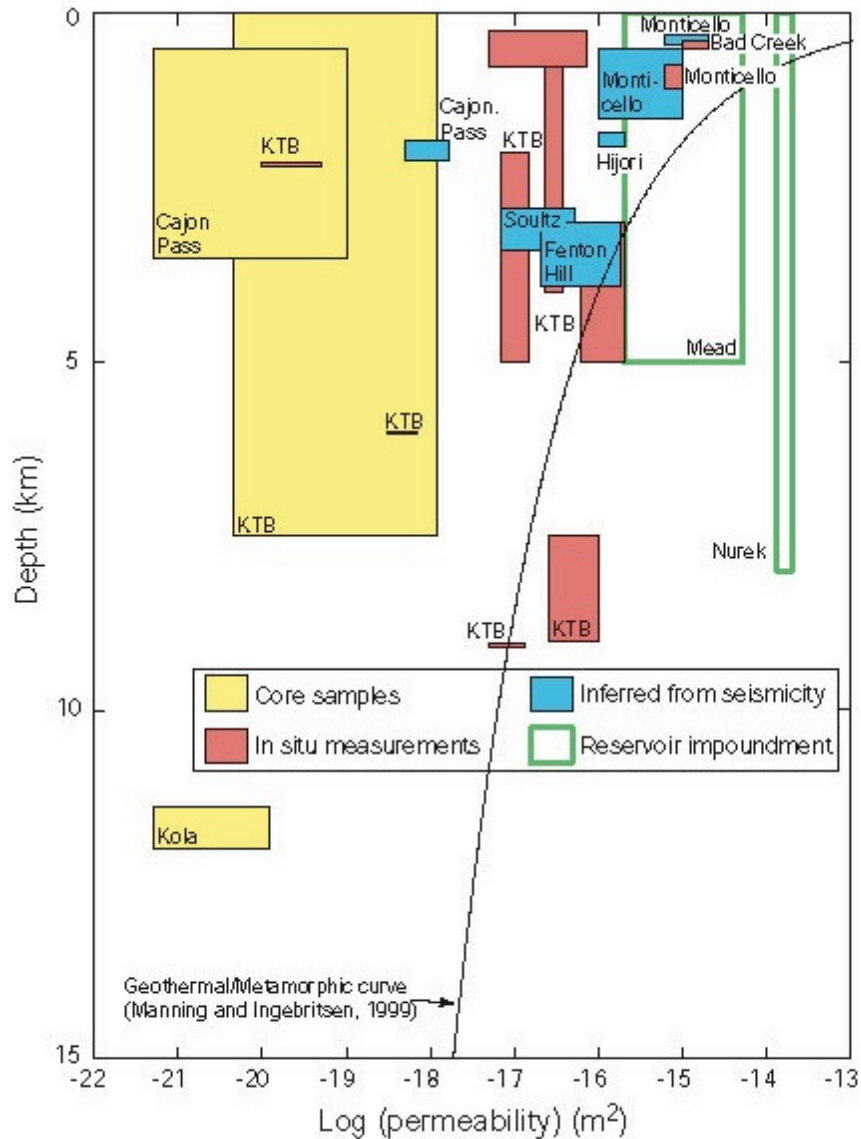 0
Monticello
Bad Creek
Monti-
cello
Monticello
Cajon.
Pass
KTB
KTB
Hijori
Cajon
Pass
Soultz
Fenton
Hill
KTB
Mead
5
KTB
KTB
Nurek
KTB
KTB
Depth (km)
Core samples
Inferred from seismicity
In situ measurements
Reservoir impoundment
10
Kola
Geothermal/Metamorphic curve
(Manning and Ingebritsen, 1999)
15
-22 -21 -20 -19 -18 -17 -16 -15 -14 -13
Log (permeability) (m²)